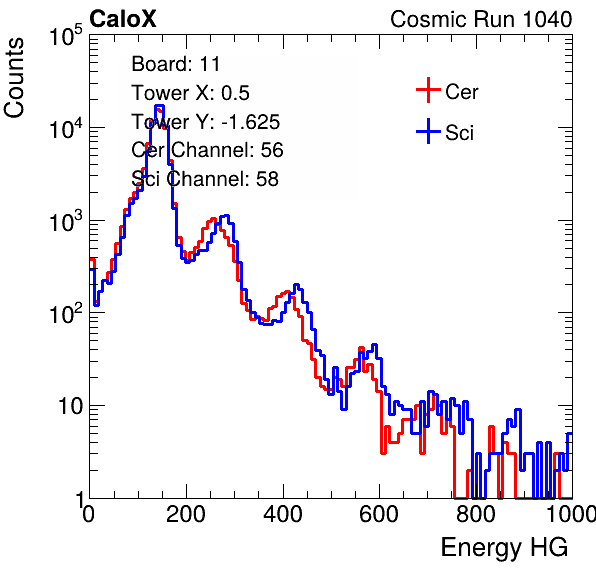 CaloX Cosmic Run 1040
Counts
10^5
10^4
10^3
10^2
10
1
Board: 11
Tower X: 0.5
Tower Y: -1.625
Cer Channel: 56
Sci Channel: 58
Cer
Sci
0 200 400 600 800 1000
Energy HG